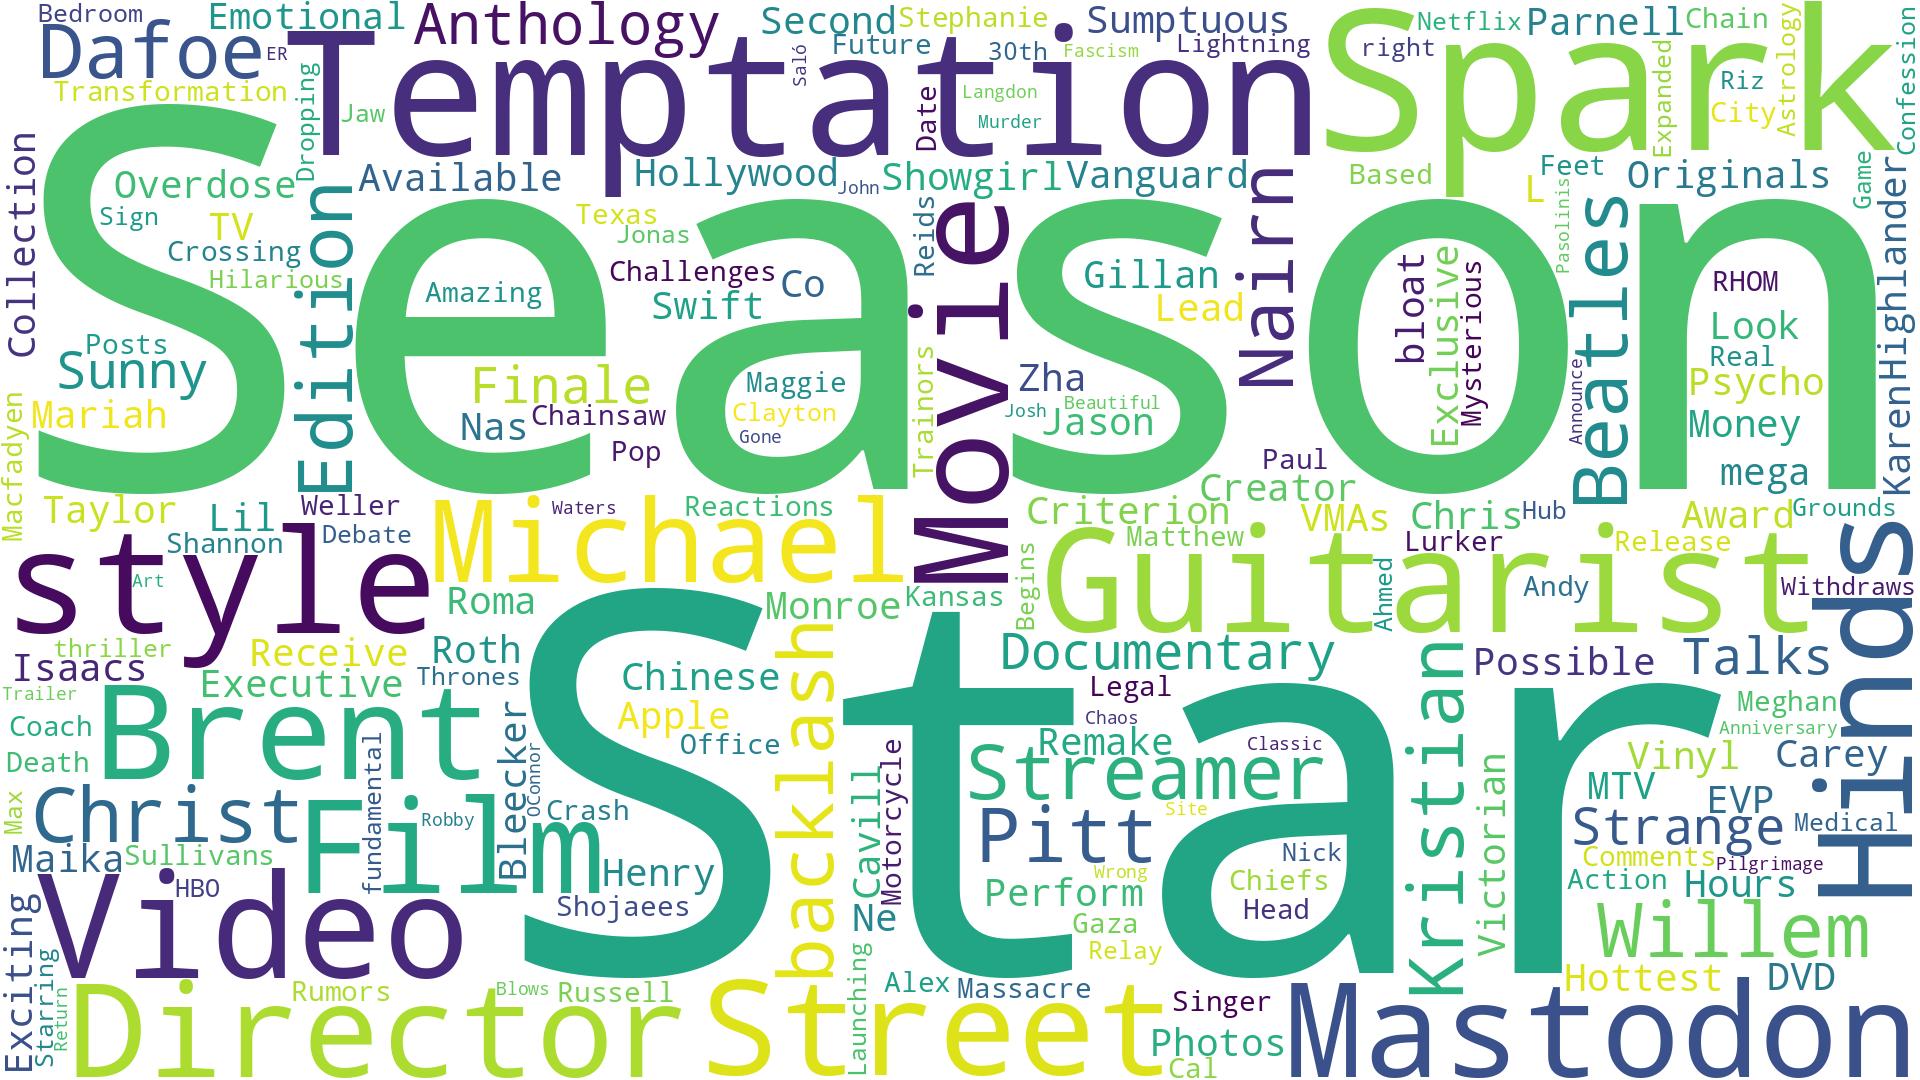 Bedroom
Emotional
Anthology
Second
Stephanie
Sumptuous
Netflix
Parnell
Chain
Dafoe
ER
Temptation
Future
30th
Fascism
Lightning
Spark
right
Riz
City
Astrology
Confession
Transformation
Dropping
Jaw
Saló
Date
Langdon
Murder
Expanded
Season
Collection
Overdose
Sign
TV
Crossing
Hilarious
Edition
Available
Hollywood
John
Showgirl
Vanguard
Based
Feet
L
Originals
Game
Highlander
Texas
Jonas
Reids
Movie
Nairn
Pasolinis
Beatles
Challenges
Co
Swift
Amazing
Gillan
Lead
bloat
Exclusive
Mysterious
RHOM
Look
Real
Psycho
Money
mega
Karen
Posts
Sunny
Mariah
Macfadyen
Finale
Nas
Chainsaw
Pop
Maggie
Clayton
Gone
Trainors
Zha
Josh
Beautiful
Jason
Announce
Paul
Creator
Taylor
Lil
Shannon
Weller
Debate
Michael
Waters
Reactions
Criterion
Matthew
VMAs
Chris
Hub
Lurker
Award
Grounds
Release
style
Art
Roma
Monroe
Kansas
Begins
Guitarist
Ahmed
Andy
Withdraws
Hinds
thriller
Isaacs
Receive
Executive
Roth
Thrones
Star
Chinese
Apple
Office
backlash
Documentary
Legal
Chaos
Remake
Classic
Streamer
Kristian
Possible
Talks
Meghan
Anniversary
Trailer
Coach
Death
Brent
Max
Christ
fundamental
Film
Robby
Bleecker
OConnor
Crash
Henry
Shojaees
Cavill
Motorcycle
Pitt
Site
Victorian
Vinyl
Carey
MTV
EVP
Strange
Medical
Maika
Sullivans
HBO
Video
Exciting
Ne
Perform
Wrong
Nick
Chiefs
Head
Gaza
Relay
Comments
Pilgrimage
Action
Hours
Willem
Starring
Return
Director
Rumors
Blows
Russell
Street
Launching
Alex
Massacre
Singer
Photos
Cal
Hottest
DVD
Mastodon